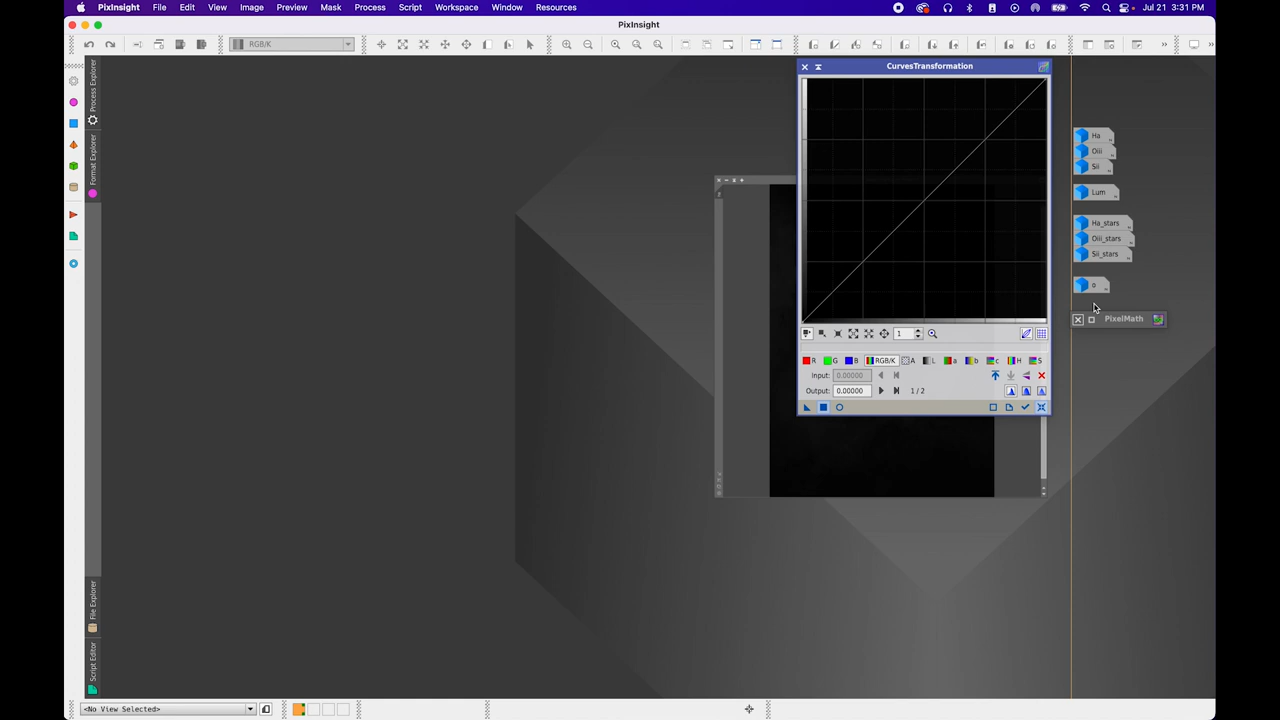 PixInsight File Edit View Image Preview Mask Process Script Workspace Window Resources Jul 21 3:31 PM
PixInsight
RGB/K
Process Explorer
Format Explorer
File Explorer
Script Editor
CurvesTransformation
1
R G B RGB/K A L a b c H S
Input: 0.00000
Output: 0.00000 1 / 2
Ha
Oiii
Sii
Lum
Ha_stars
Oiii_stars
Sii_stars
o
PixelMath
<No View Selected>